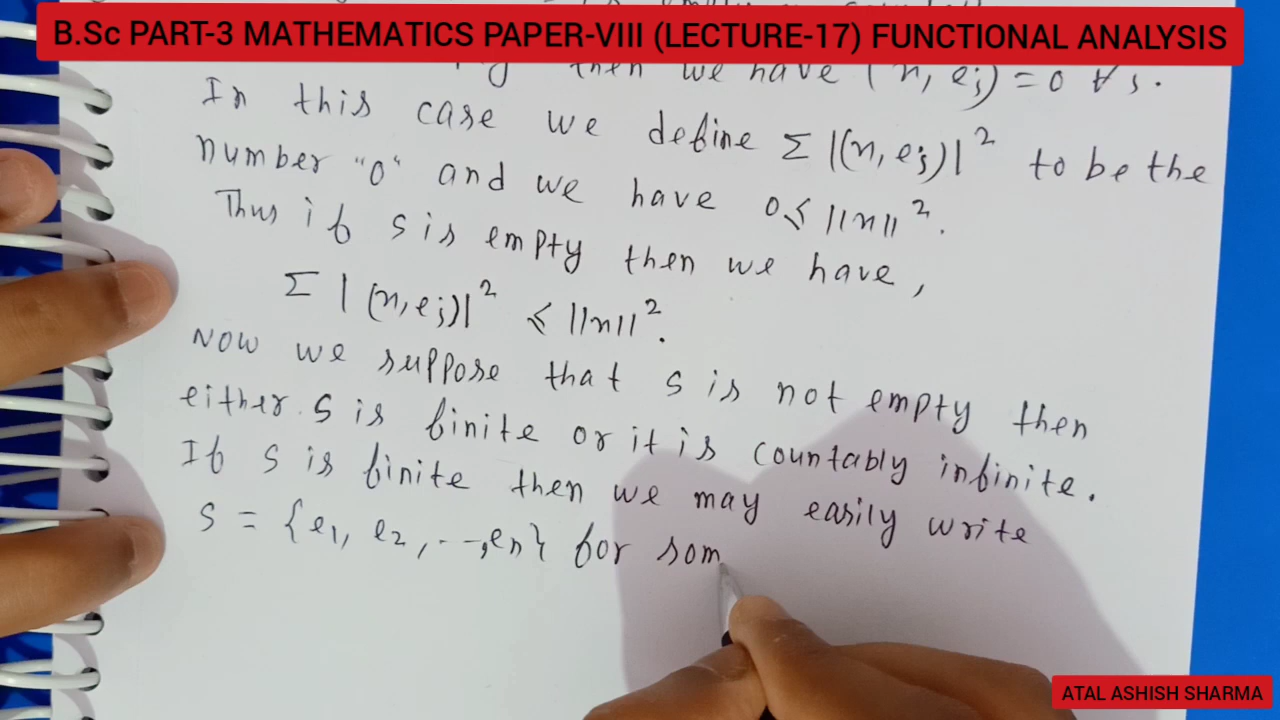 B.Sc PART-3 MATHEMATICS PAPER-VIII (LECTURE-17) FUNCTIONAL ANALYSIS
then we have (x, ej) = 0 ∀ j.
In this case we define Σ |(x, ej)|² to be the
number "0" and we have 0 ≤ ||x||².
Thus if S is empty then we have,
Σ |(x, ej)|² ≤ ||x||².
Now we suppose that S is not empty then
either S is finite or it is countably infinite.
If S is finite then we may easily write
S = {e1, e2, ---, en} for som
ATAL ASHISH SHARMA